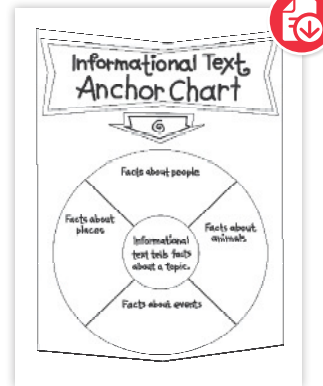 Informational Text
Anchor Chart
Facts about people
Facts about
places
Facts about
animals
Informational
text tells facts
about a topic.
Facts about events